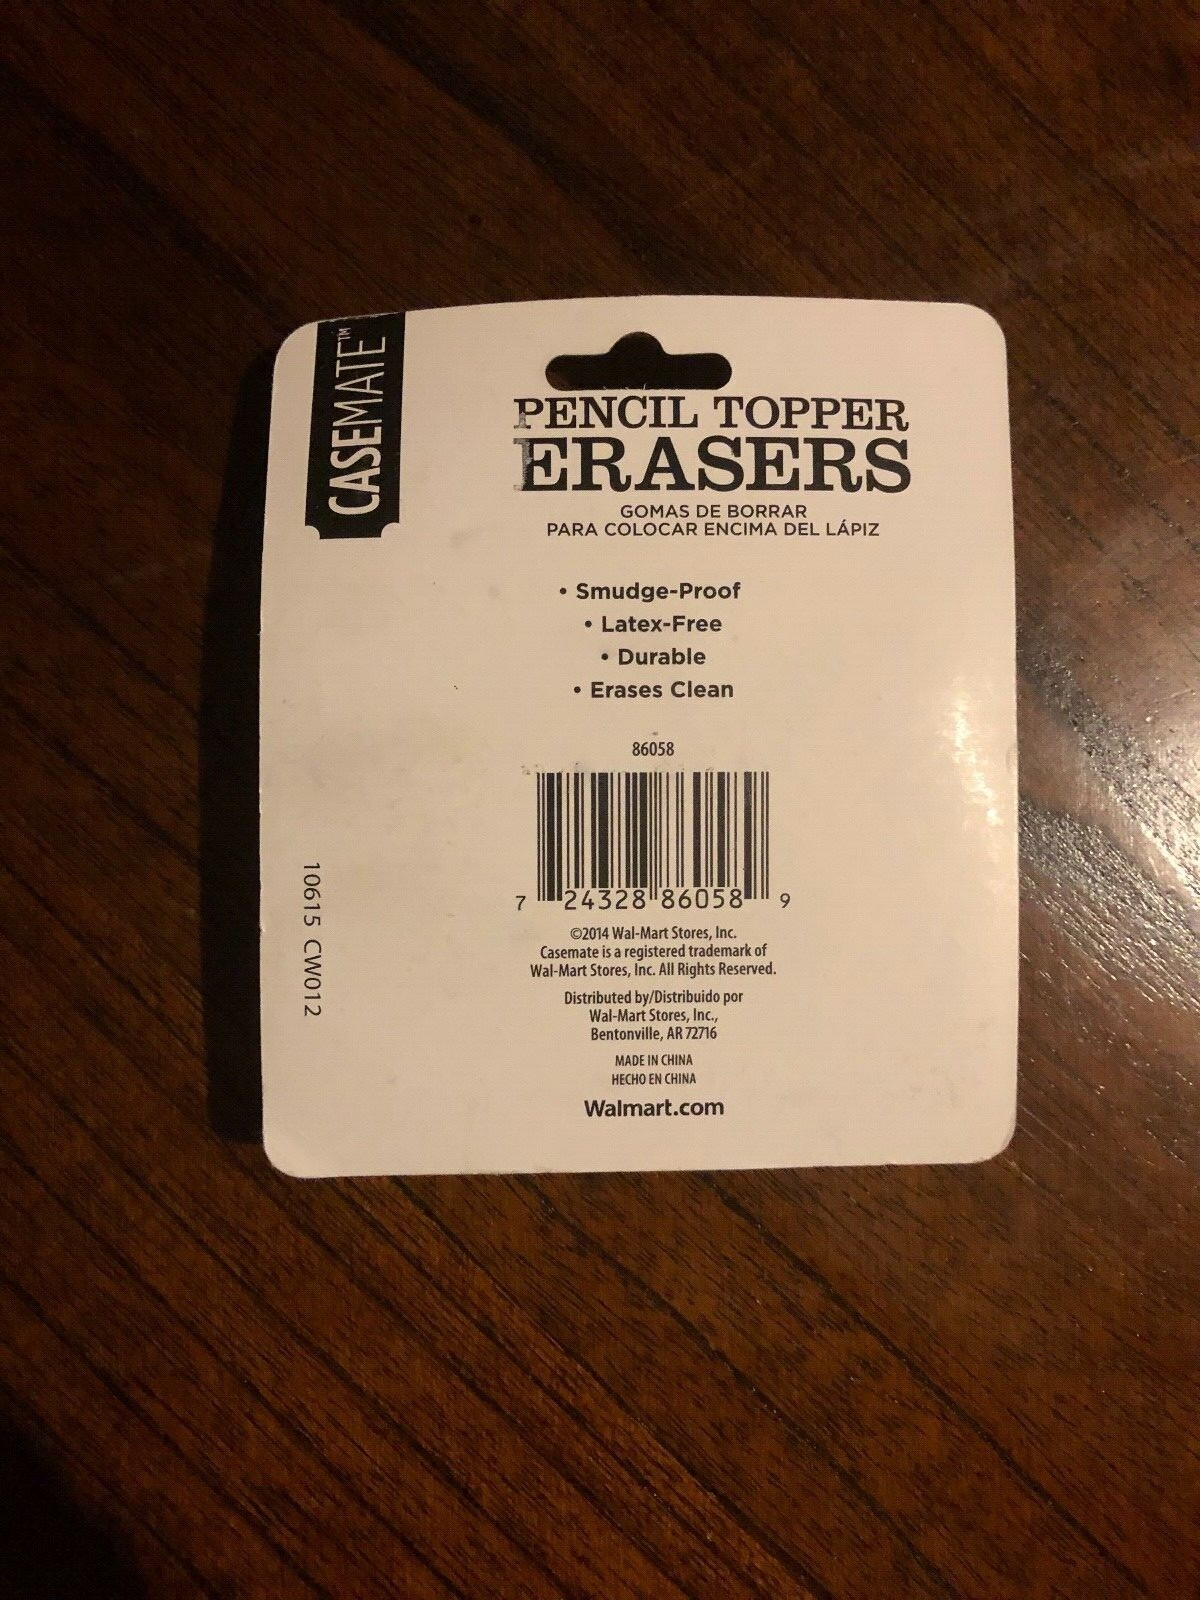 CASEMATE™
PENCIL TOPPER
ERASERS
GOMAS DE BORRAR
PARA COLOCAR ENCIMA DEL LÁPIZ
• Smudge-Proof
• Latex-Free
• Durable
• Erases Clean
86058
7 24328 86058 9
©2014 Wal-Mart Stores, Inc.
Casemate is a registered trademark of
Wal-Mart Stores, Inc. All Rights Reserved.
Distributed by/Distribuido por
Wal-Mart Stores, Inc.,
Bentonville, AR 72716
MADE IN CHINA
HECHO EN CHINA
Walmart.com
10615 CW012